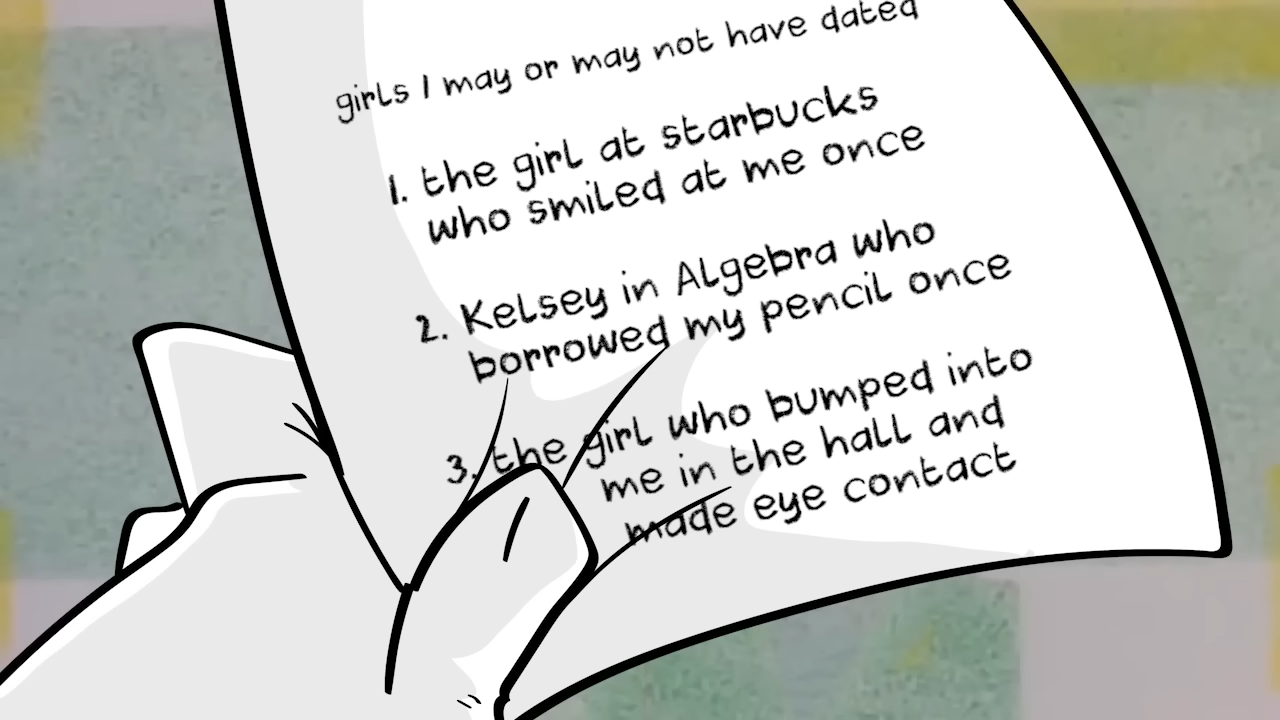 girls I may or may not have dated
1. the girl at starbucks
who smiled at me once
2. Kelsey in Algebra who
borrowed my pencil once
3. the girl who bumped into
me in the hall and
made eye contact